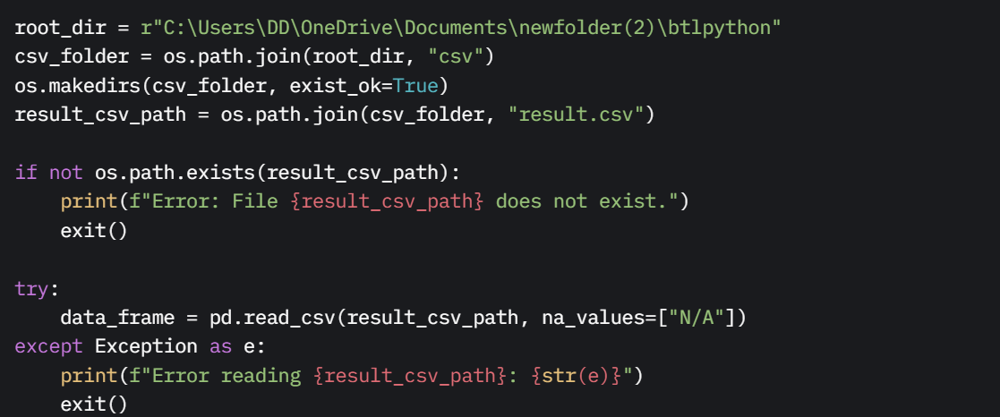 root_dir = r"C:\Users\DD\OneDrive\Documents\newfolder(2)\btlpython"
csv_folder = os.path.join(root_dir, "csv")
os.makedirs(csv_folder, exist_ok=True)
result_csv_path = os.path.join(csv_folder, "result.csv")

if not os.path.exists(result_csv_path):
    print(f"Error: File {result_csv_path} does not exist.")
    exit()

try:
    data_frame = pd.read_csv(result_csv_path, na_values=["N/A"])
except Exception as e:
    print(f"Error reading {result_csv_path}: {str(e)}")
    exit()